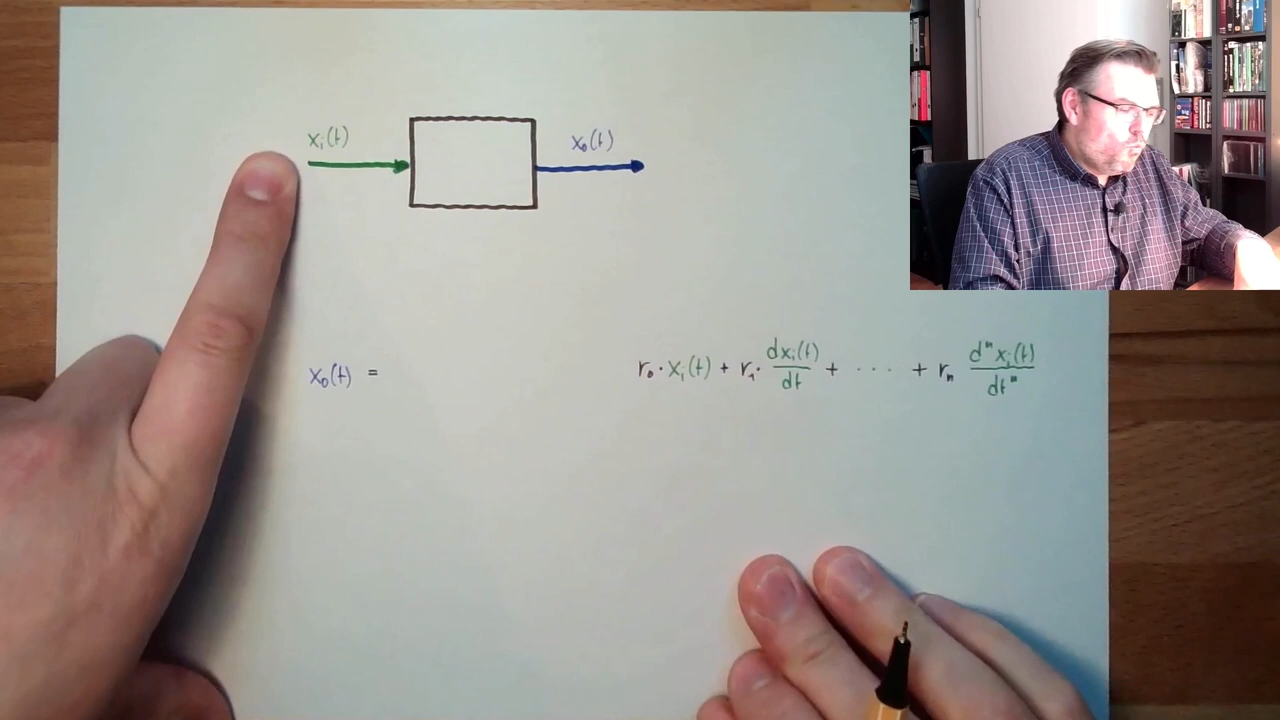 xᵢ(t)
x₀(t)
x₀(t) = r₀·xᵢ(t) + r₁· dxᵢ(t)/dt + · · · · + rₙ dⁿxᵢ(t)/dtⁿ